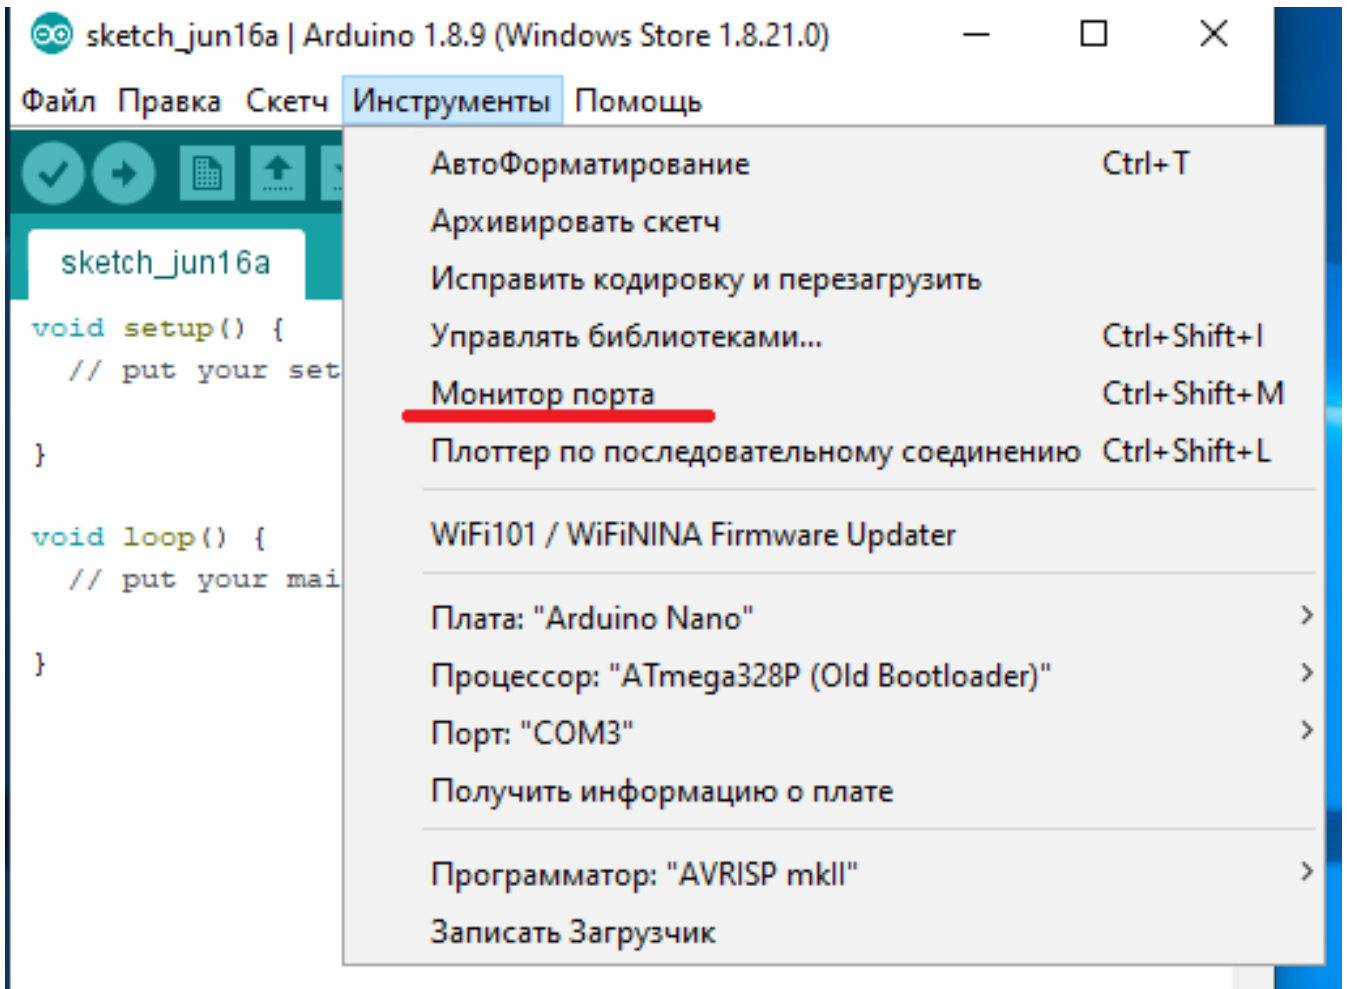 sketch_jun16a | Arduino 1.8.9 (Windows Store 1.8.21.0)
Файл Правка Скетч Инструменты Помощь
sketch_jun16a
void setup() {
// put your set
}
void loop() {
// put your mai
}
АвтоФорматирование Ctrl+T
Архивировать скетч
Исправить кодировку и перезагрузить
Управлять библиотеками... Ctrl+Shift+I
Монитор порта Ctrl+Shift+M
Плоттер по последовательному соединению Ctrl+Shift+L
WiFi101 / WiFiNINA Firmware Updater
Плата: "Arduino Nano"
Процессор: "ATmega328P (Old Bootloader)"
Порт: "COM3"
Получить информацию о плате
Программатор: "AVRISP mkII"
Записать Загрузчик